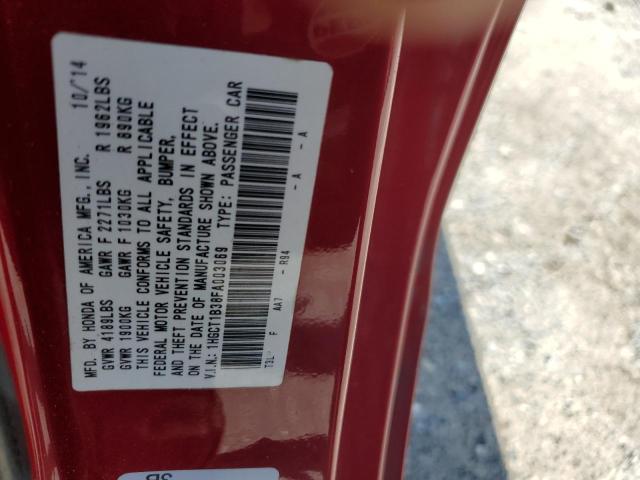 MFD. BY HONDA OF AMERICA MFG., INC. 10/'14
GVWR 4189LBS GAWR F 2271LBS R 1962LBS
GVWR 1900KG GAWR F 1030KG R 890KG
THIS VEHICLE CONFORMS TO ALL APPLICABLE
FEDERAL MOTOR VEHICLE SAFETY, BUMPER,
AND THEFT PREVENTION STANDARDS IN EFFECT
ON THE DATE OF MANUFACTURE SHOWN ABOVE.
V.I.N.: 1HGCT1B38FA003069 TYPE: PASSENGER CAR
F AA7 - R94 - A - A